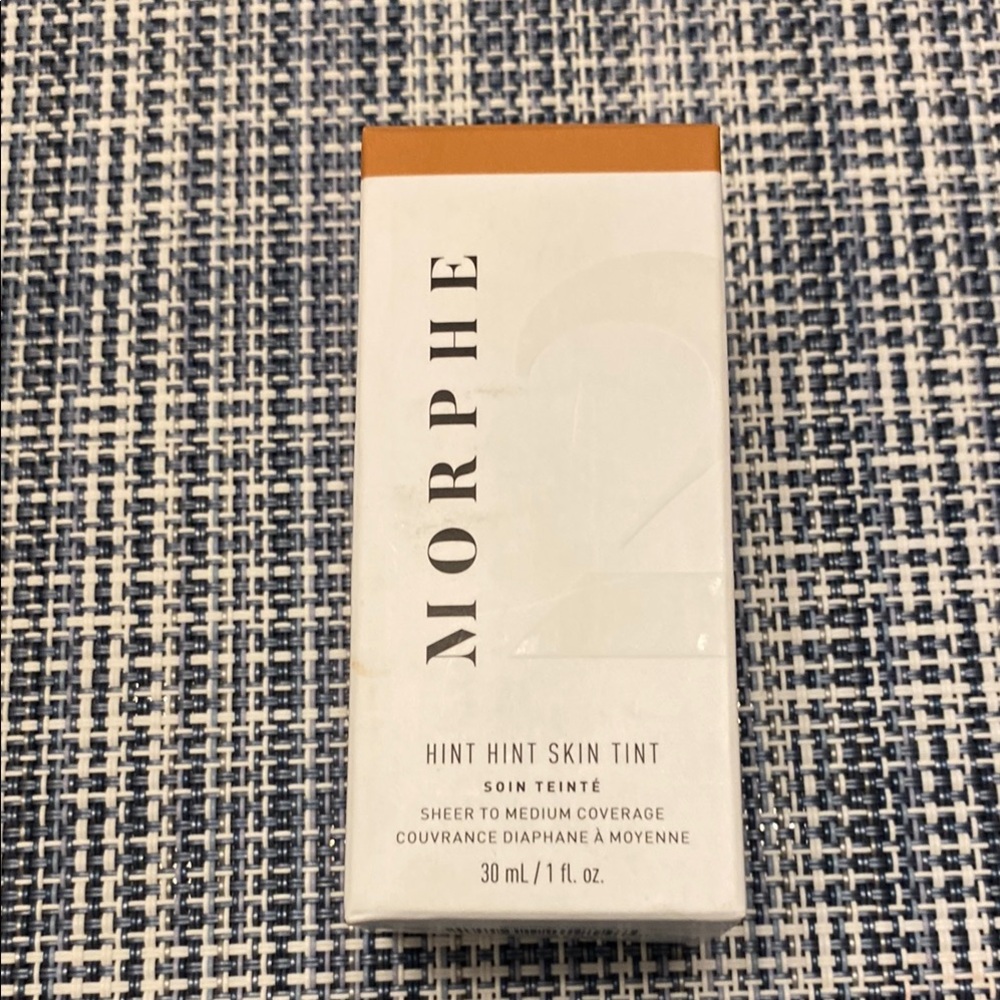 MORPHE
2
HINT HINT SKIN TINT
SOIN TEINTÉ
SHEER TO MEDIUM COVERAGE
COUVRANCE DIAPHANE À MOYENNE
30 mL / 1 fl. oz.